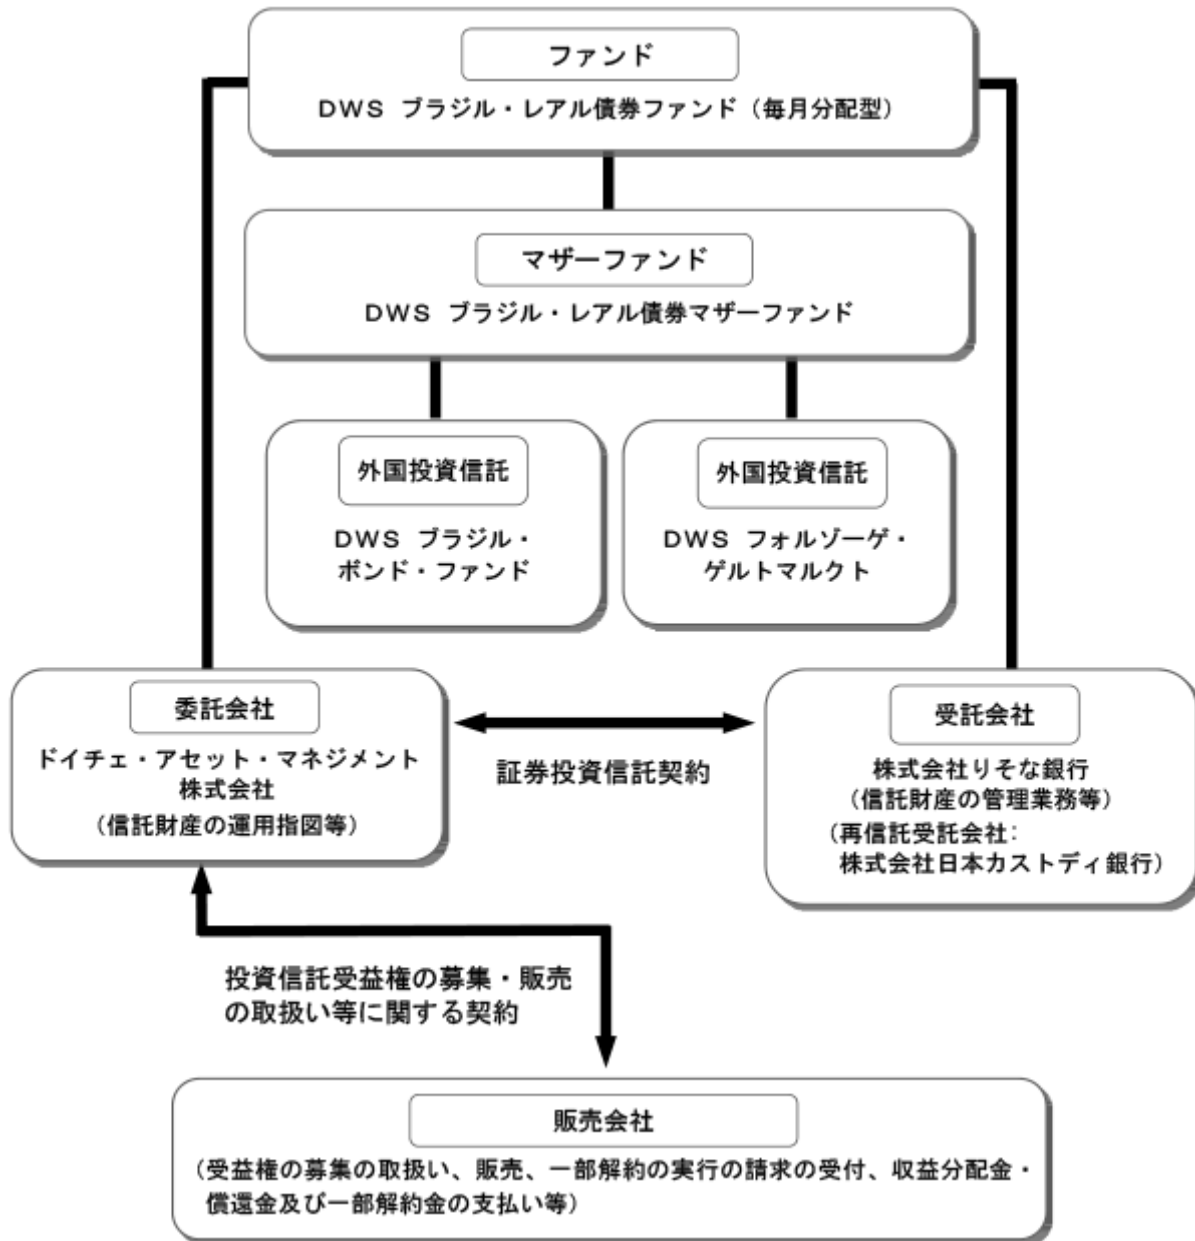 ファンド
DWS ブラジル・レアル債券ファンド(毎月分配型)
マザーファンド
DWS ブラジル・レアル債券マザーファンド
外国投資信託
DWS ブラジル・
ボンド・ファンド
外国投資信託
DWS フォルゾーゲ・
ゲルトマルクト
委託会社
ドイチェ・アセット・マネジメント
株式会社
(信託財産の運用指図等)
証券投資信託契約
受託会社
株式会社りそな銀行
(信託財産の管理業務等)
(再信託受託会社:
株式会社日本カストディ銀行)
投資信託受益権の募集・販売
の取扱い等に関する契約
販売会社
(受益権の募集の取扱い、販売、一部解約の実行の請求の受付、収益分配金・
償還金及び一部解約金の支払い等)